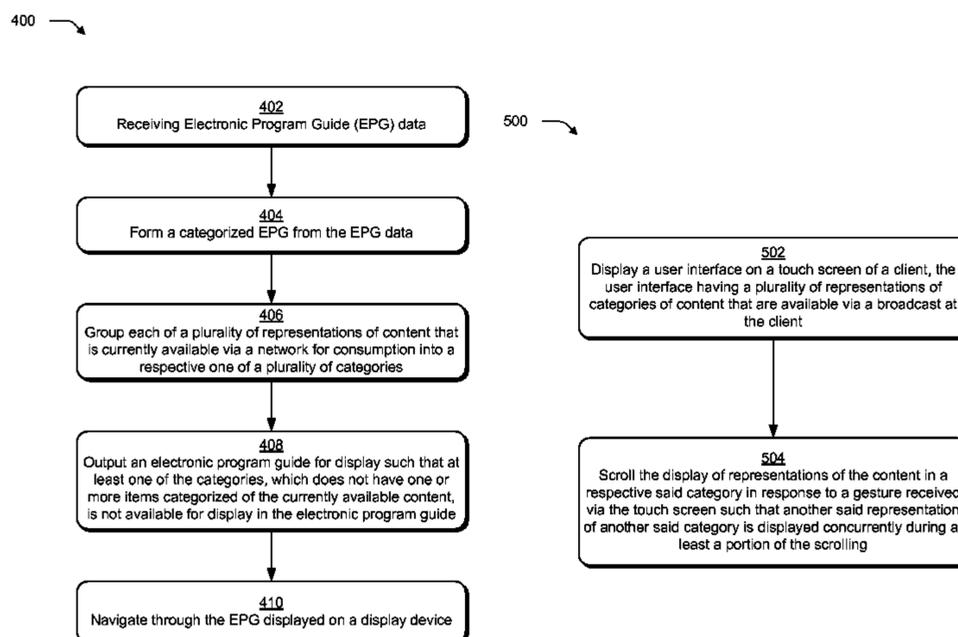 400
402
Receiving Electronic Program Guide (EPG) data
404
Form a categorized EPG from the EPG data
406
Group each of a plurality of representations of content that
is currently available via a network for consumption into a
respective one of a plurality of categories
408
Output an electronic program guide for display such that at
least one of the categories, which does not have one or
more items categorized of the currently available content,
is not available for display in the electronic program guide
410
Navigate through the EPG displayed on a display device
500
502
Display a user interface on a touch screen of a client, the
user interface having a plurality of representations of
categories of content that are available via a broadcast at
the client
504
Scroll the display of representations of the content in a
respective said category in response to a gesture received
via the touch screen such that another said representation
of another said category is displayed concurrently during a
least a portion of the scrolling